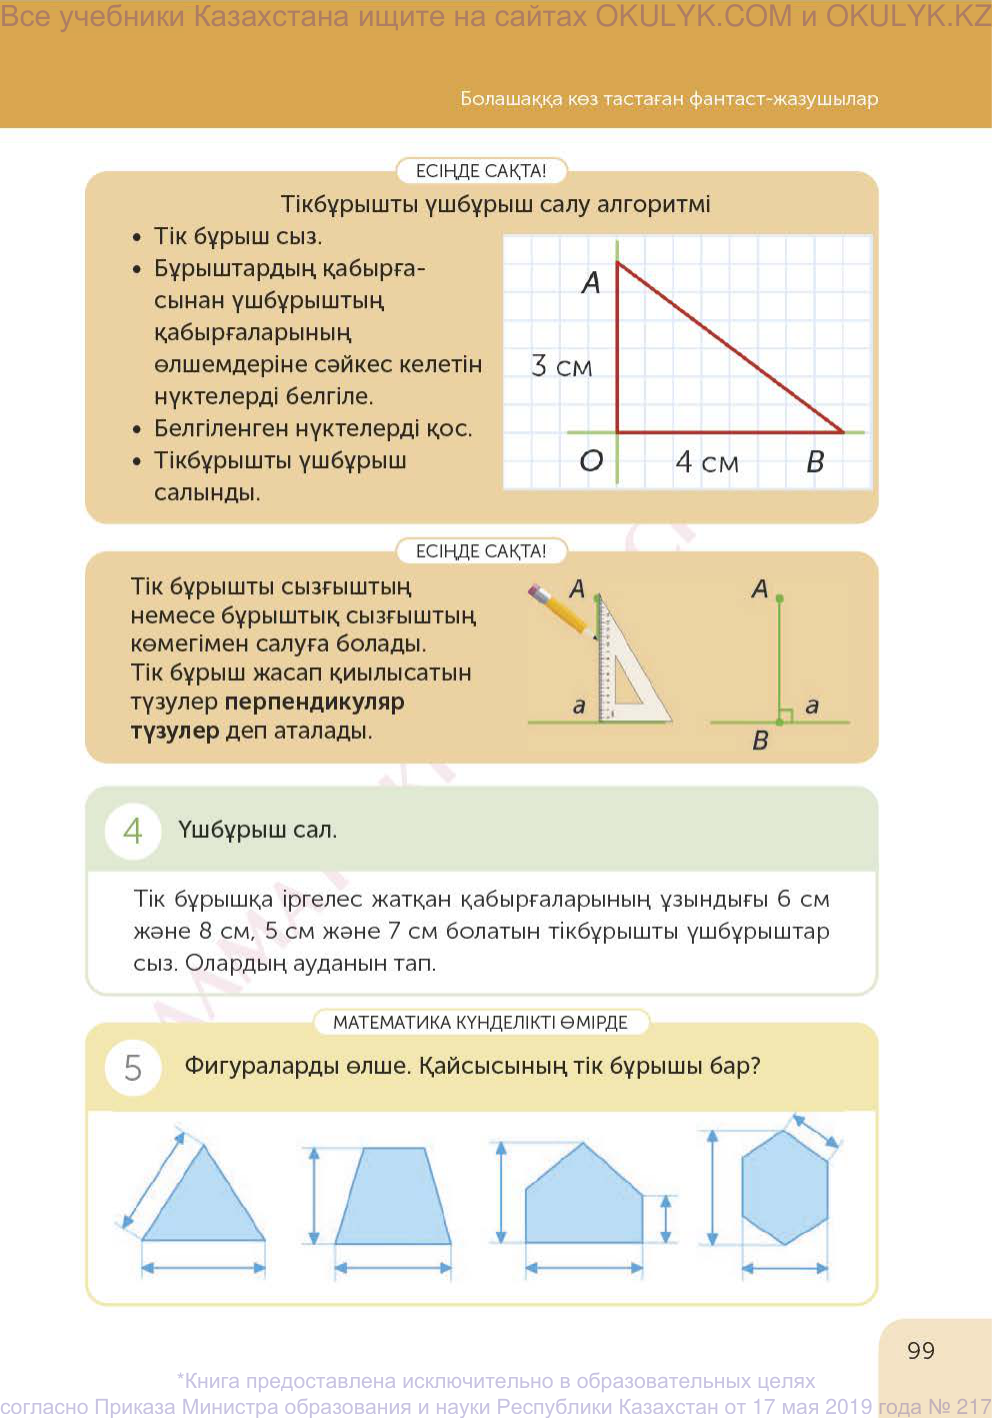 Все учебники Казахстана ищите на сайтах OKULYK.COM и OKULYK.KZ
Болашаққа көз тастаған фантаст-жазушылар
ЕСІҢДЕ САҚТА!
Тікбұрышты үшбұрыш салу алгоритмі
• Тік бұрыш сыз.
• Бұрыштардың қабырға-
сынан үшбұрыштың
қабырғаларының
өлшемдеріне сәйкес келетін
нүктелерді белгіле.
• Белгіленген нүктелерді қос.
• Тікбұрышты үшбұрыш
салынды.
A
3 см
O
4 см
B
ЕСІҢДЕ САҚТА!
Тік бұрышты сызғыштың
немесе бұрыштық сызғыштың
көмегімен салуға болады.
Тік бұрыш жасап қиылысатын
түзулер перпендикуляр
түзулер деп аталады.
A
a
A
a
B
4
Үшбұрыш сал.
Тік бұрышқа іргелес жатқан қабырғаларының ұзындығы 6 см
және 8 см, 5 см және 7 см болатын тікбұрышты үшбұрыштар
сыз. Олардың ауданын тап.
МАТЕМАТИКА КҮНДЕЛІКТІ ӨМІРДЕ
5
Фигураларды өлше. Қайсысының тік бұрышы бар?
99
*Книга предоставлена исключительно в образовательных целях
согласно Приказа Министра образования и науки Республики Казахстан от 17 мая 2019 года № 217